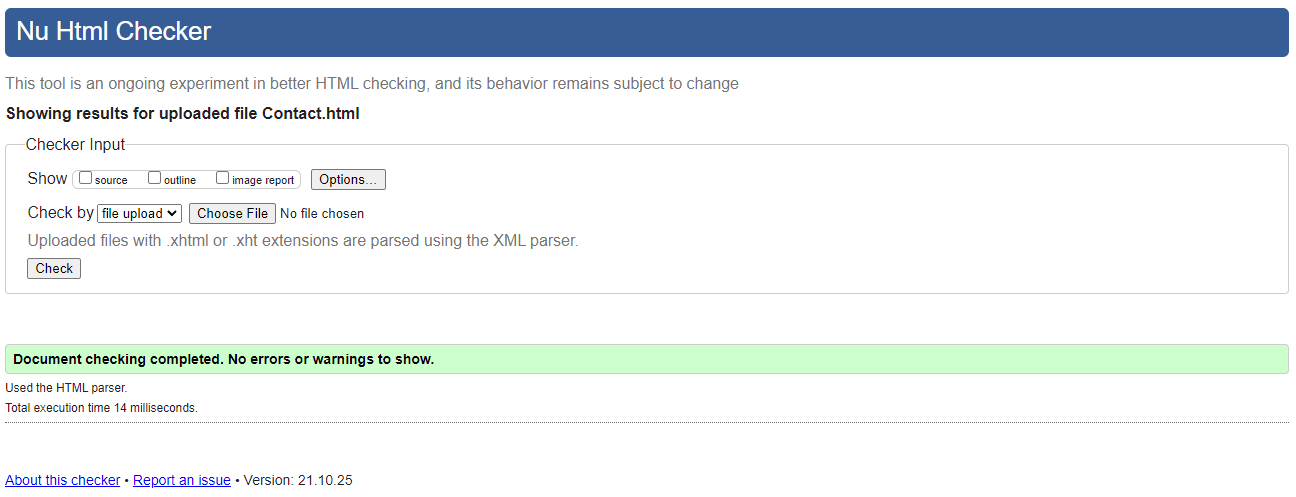 Nu Html Checker
This tool is an ongoing experiment in better HTML checking, and its behavior remains subject to change
Showing results for uploaded file Contact.html
Checker Input
Show source outline image report Options...
Check by file upload Choose File No file chosen
Uploaded files with .xhtml or .xht extensions are parsed using the XML parser.
Check
Document checking completed. No errors or warnings to show.
Used the HTML parser.
Total execution time 14 milliseconds.
About this checker • Report an issue • Version: 21.10.25